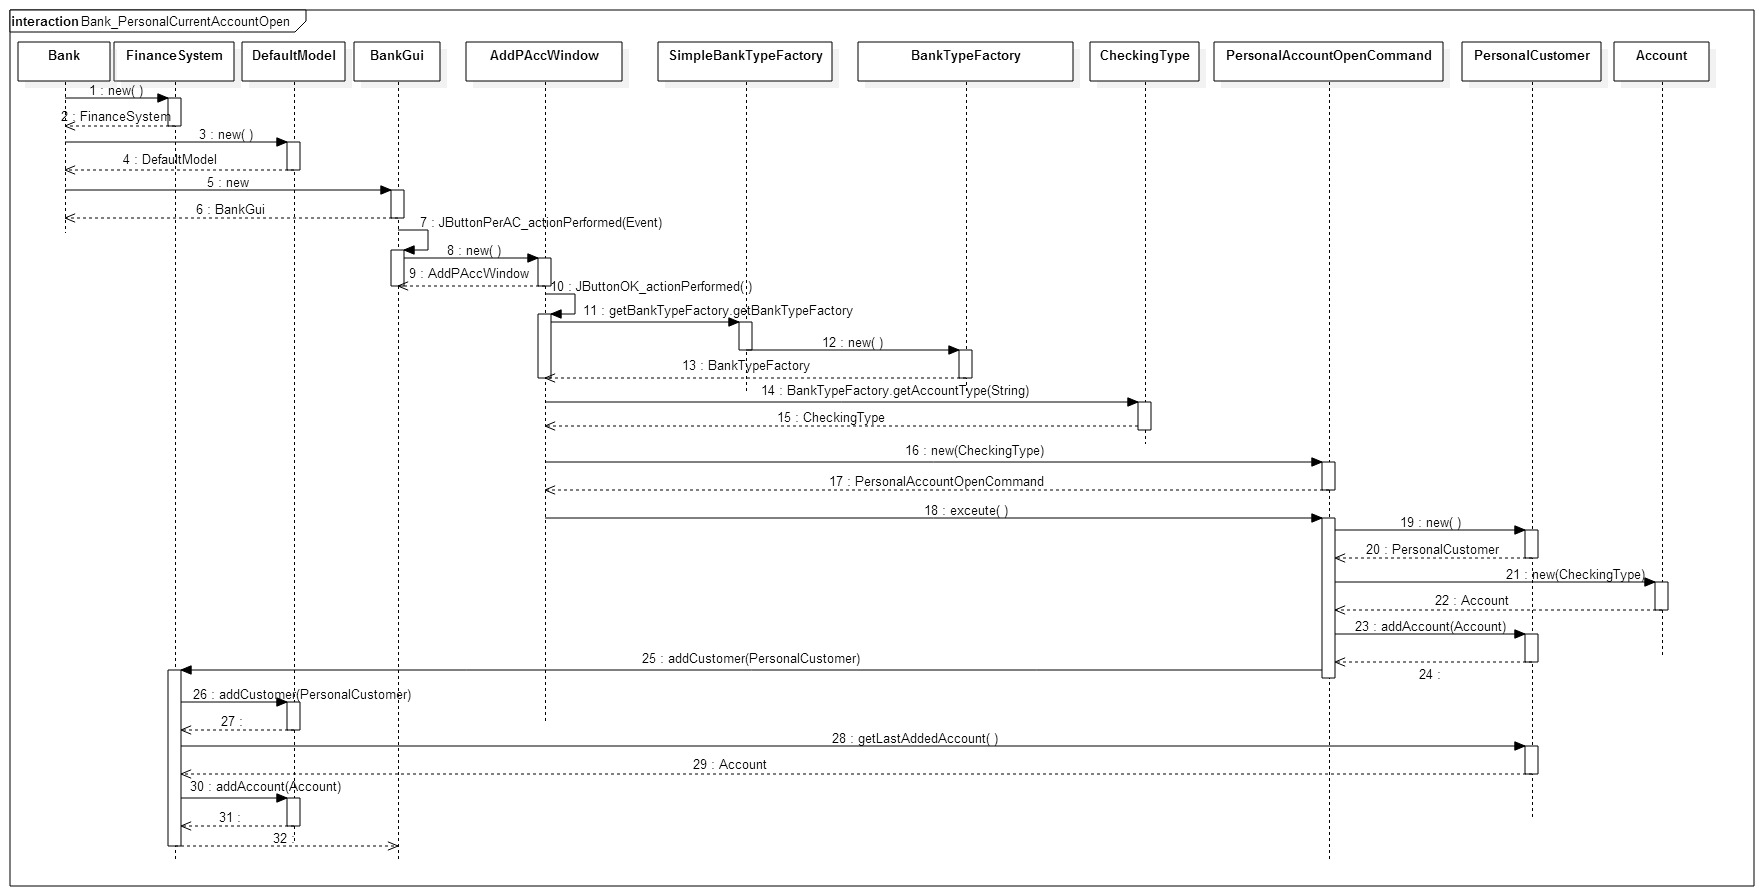 interaction Bank_PersonalCurrentAccountOpen
Bank
FinanceSystem
DefaultModel
BankGui
AddPAccWindow
SimpleBankTypeFactory
BankTypeFactory
CheckingType
PersonalAccountOpenCommand
PersonalCustomer
Account
1 : new( )
2 : FinanceSystem
3 : new( )
4 : DefaultModel
5 : new
6 : BankGui
7 : JButtonPerAC_actionPerformed(Event)
8 : new( )
9 : AddPAccWindow
10 : JButtonOK_actionPerformed( )
11 : getBankTypeFactory.getBankTypeFactory
12 : new( )
13 : BankTypeFactory
14 : BankTypeFactory.getAccountType(String)
15 : CheckingType
16 : new(CheckingType)
17 : PersonalAccountOpenCommand
18 : exceute( )
19 : new( )
20 : PersonalCustomer
21 : new(CheckingType)
22 : Account
23 : addAccount(Account)
24 :
25 : addCustomer(PersonalCustomer)
26 : addCustomer(PersonalCustomer)
27 :
28 : getLastAddedAccount( )
29 : Account
30 : addAccount(Account)
31 :
32 :